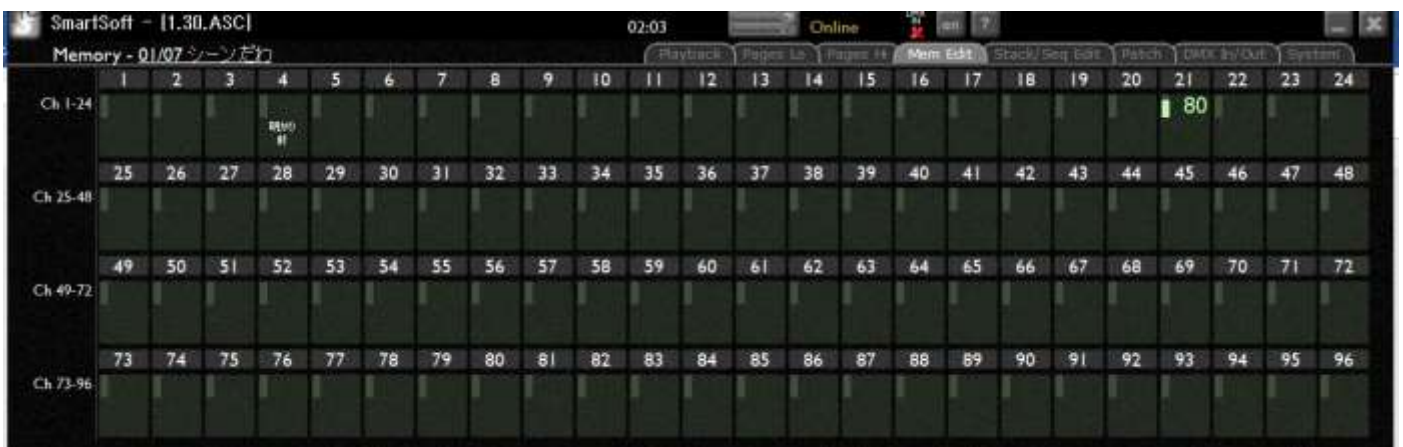 SmartSoft - [1.30.ASC] 02:03 Online en ?
Memory - 01/07 シーンだわ Playback Pages Lo Pages Hi Mem Edit Stack/Seq Edit Patch DMX In/Out System
1 2 3 4 5 6 7 8 9 10 11 12 13 14 15 16 17 18 19 20 21 22 23 24
Ch 1-24 80
25 26 27 28 29 30 31 32 33 34 35 36 37 38 39 40 41 42 43 44 45 46 47 48
Ch 25-48
49 50 51 52 53 54 55 56 57 58 59 60 61 62 63 64 65 66 67 68 69 70 71 72
Ch 49-72
73 74 75 76 77 78 79 80 81 82 83 84 85 86 87 88 89 90 91 92 93 94 95 96
Ch 73-96